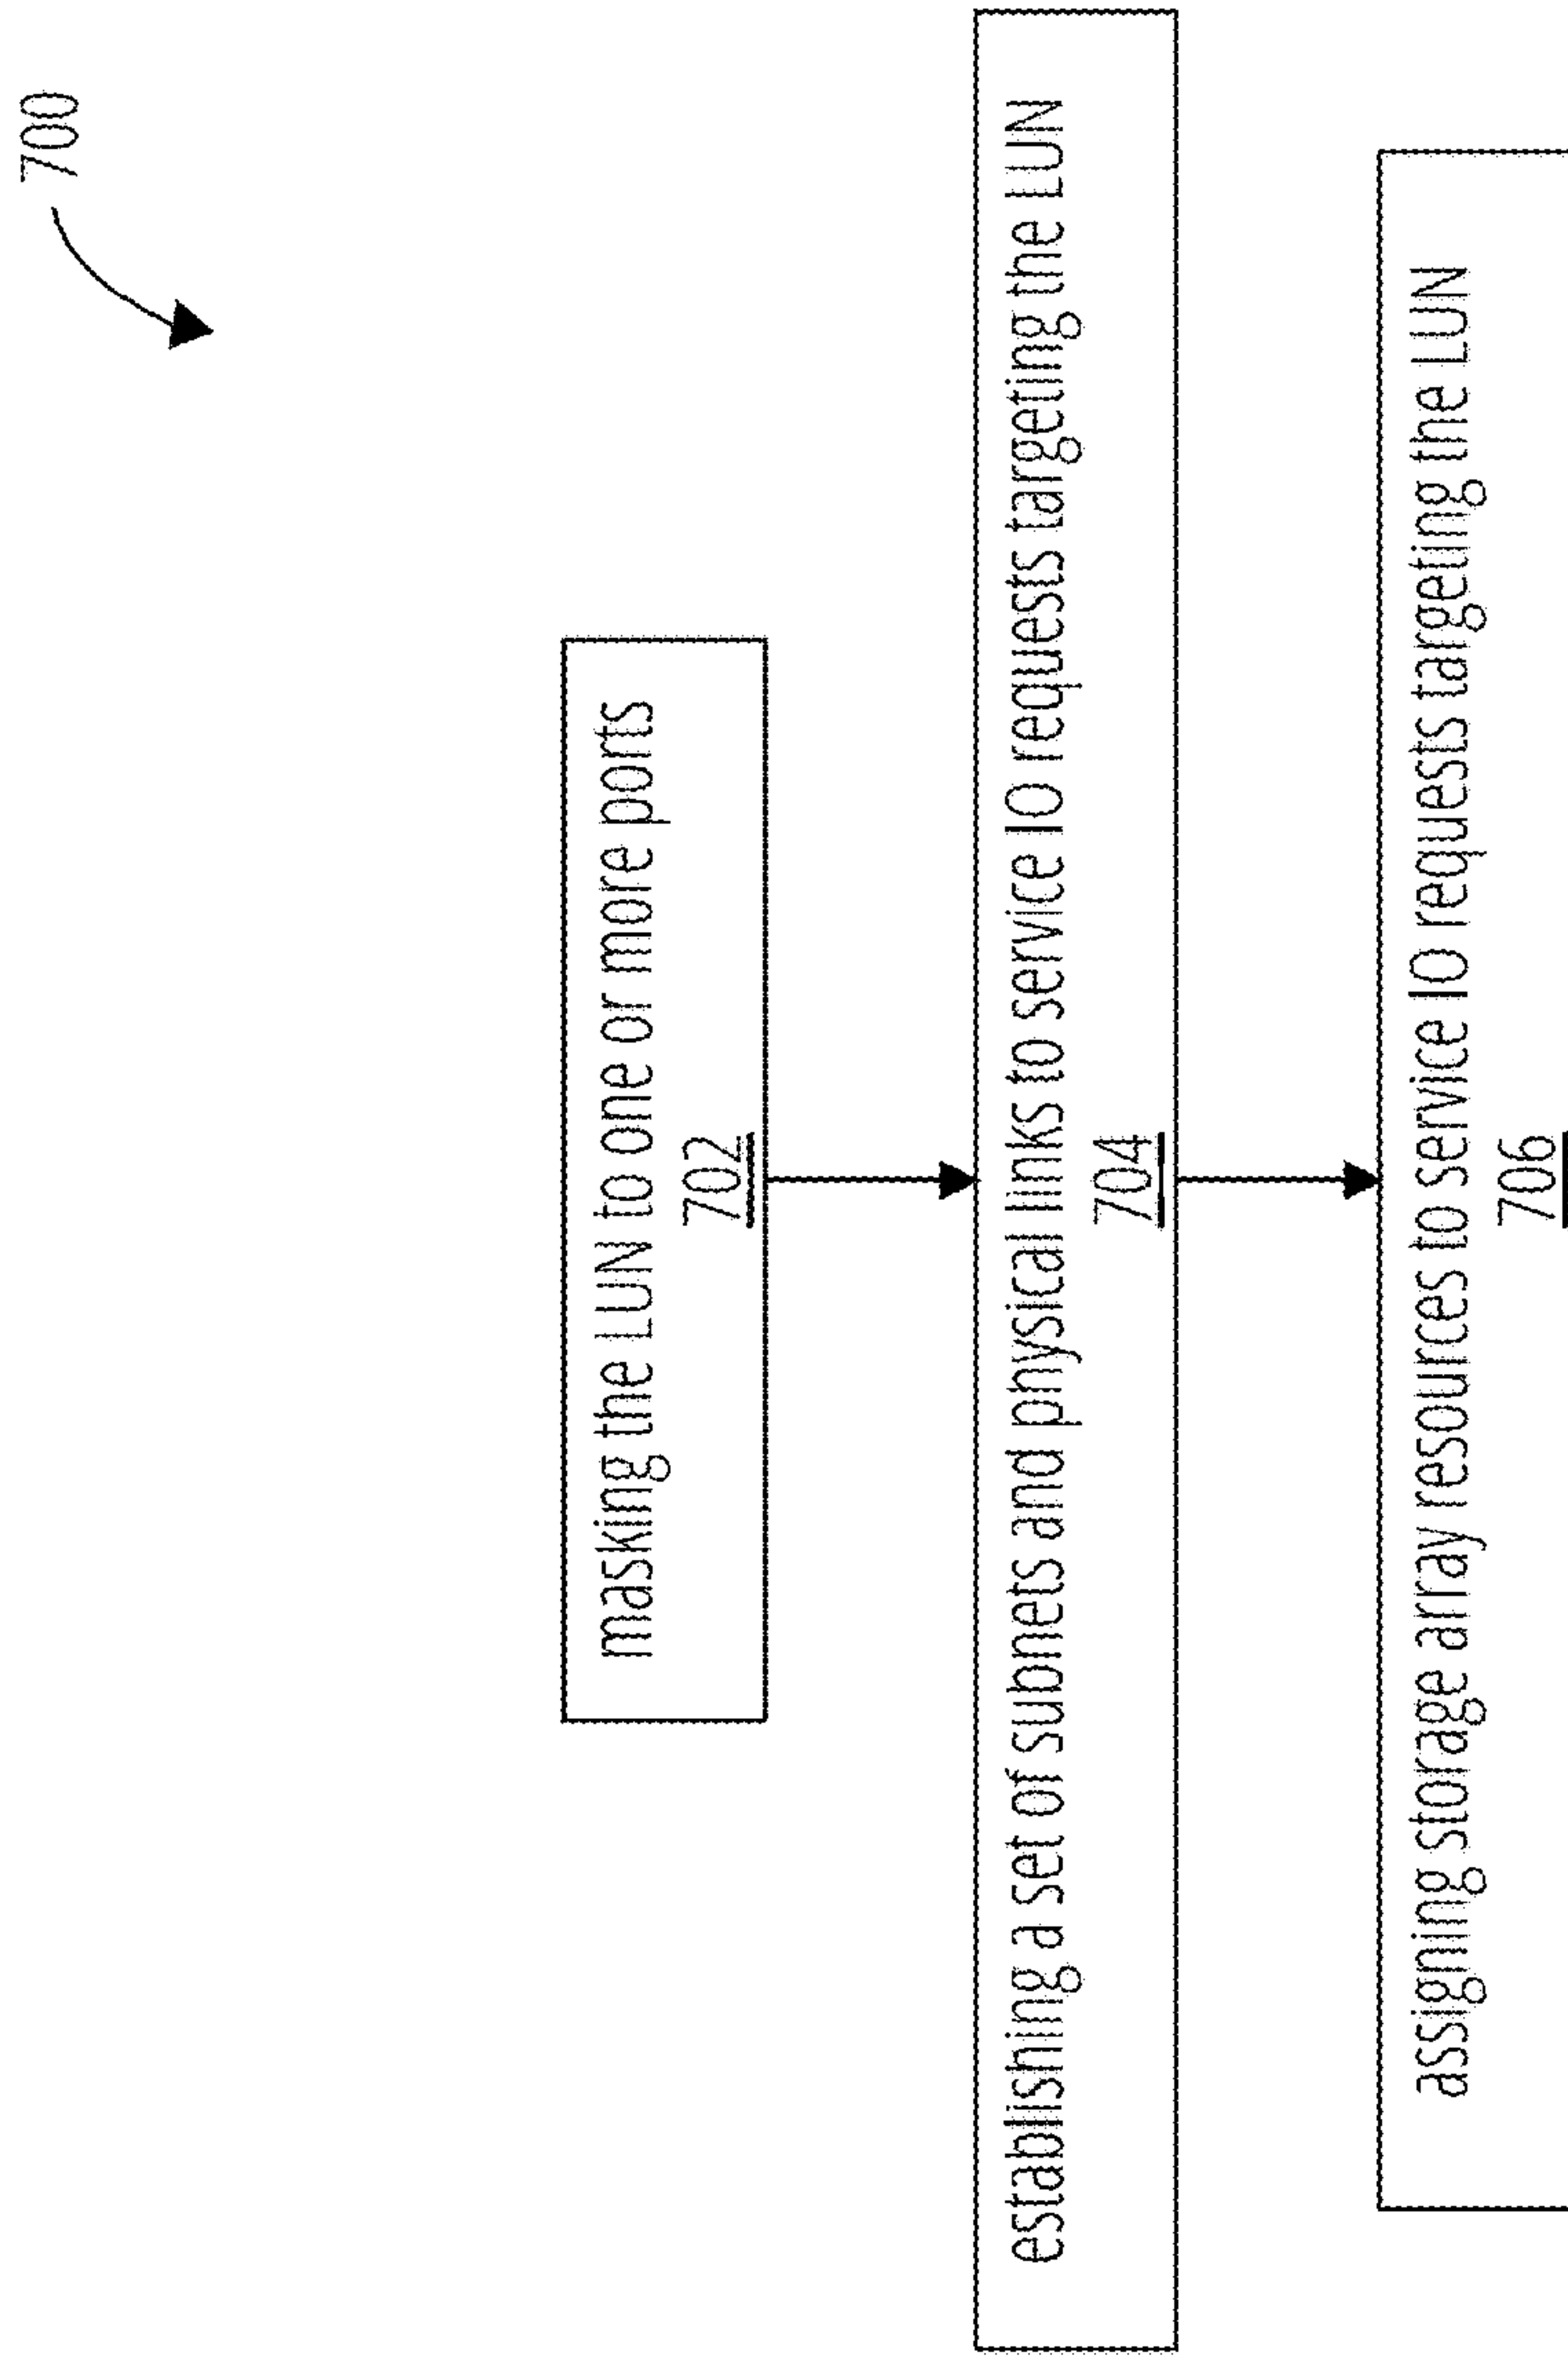 700
masking the LUN to one or more ports
702
establishing a set of subnets and physical links to service IO requests targeting the LUN
704
assigning storage array resources to service IO requests targeting the LUN
706